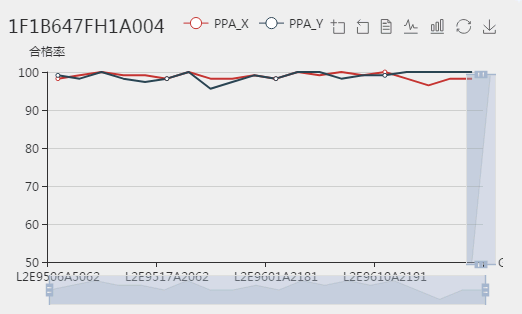 1F1B647FH1A004
PPA_X
PPA_Y
合格率
100
90
80
70
60
50
L2E9506A5062
L2E9517A2062
L2E9601A2181
L2E9610A2191